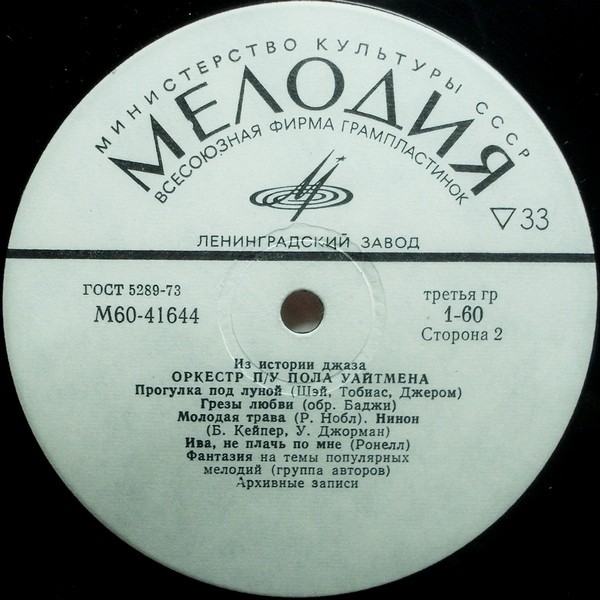 МИНИСТЕРСТВО КУЛЬТУРЫ СССР
МЕЛОДИЯ
ВСЕСОЮЗНАЯ ФИРМА ГРАМПЛАСТИНОК
▽33
ЛЕНИНГРАДСКИЙ ЗАВОД
ГОСТ 5289-73
М60-41644
третья гр
1-60
Сторона 2
Из истории джаза
ОРКЕСТР П/У ПОЛА УАЙТМЕНА
Прогулка под луной (Шэй, Тобиас, Джером)
Грезы любви (обр. Баджи)
Молодая трава (Р. Нобл). Нинон
(Б. Кейпер, У. Джорман)
Ива, не плачь по мне (Ронелл)
Фантазия на темы популярных
мелодий (группа авторов)
Архивные записи